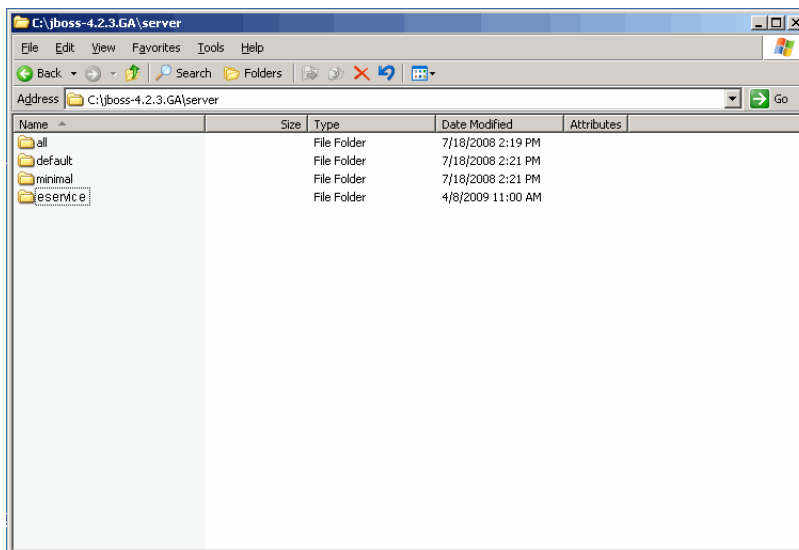 C:\jboss-4.2.3.GA\server
File Edit View Favorites Tools Help
Back Search Folders
Address C:\jboss-4.2.3.GA\server Go
Name Size Type Date Modified Attributes
all File Folder 7/18/2008 2:19 PM
default File Folder 7/18/2008 2:21 PM
minimal File Folder 7/18/2008 2:21 PM
eservice File Folder 4/8/2009 11:00 AM